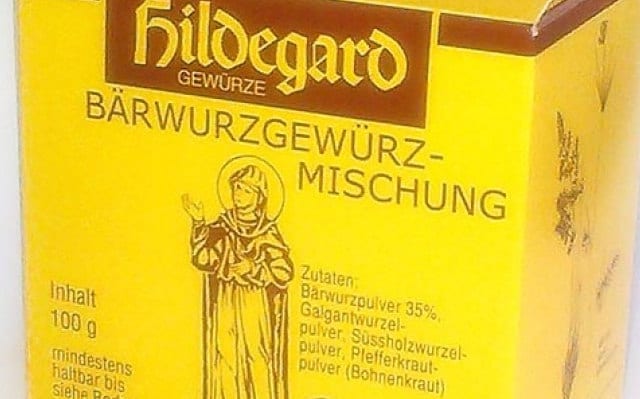 Hildegard
GEWÜRZE
BÄRWURZGEWÜRZ-
MISCHUNG
Zutaten:
Bärwurzpulver 35%,
Galgantwurzel-
pulver, Süssholzwurzel-
pulver, Pfefferkraut-
pulver (Bohnenkraut)
Inhalt
100 g
mindestens
haltbar bis
siehe